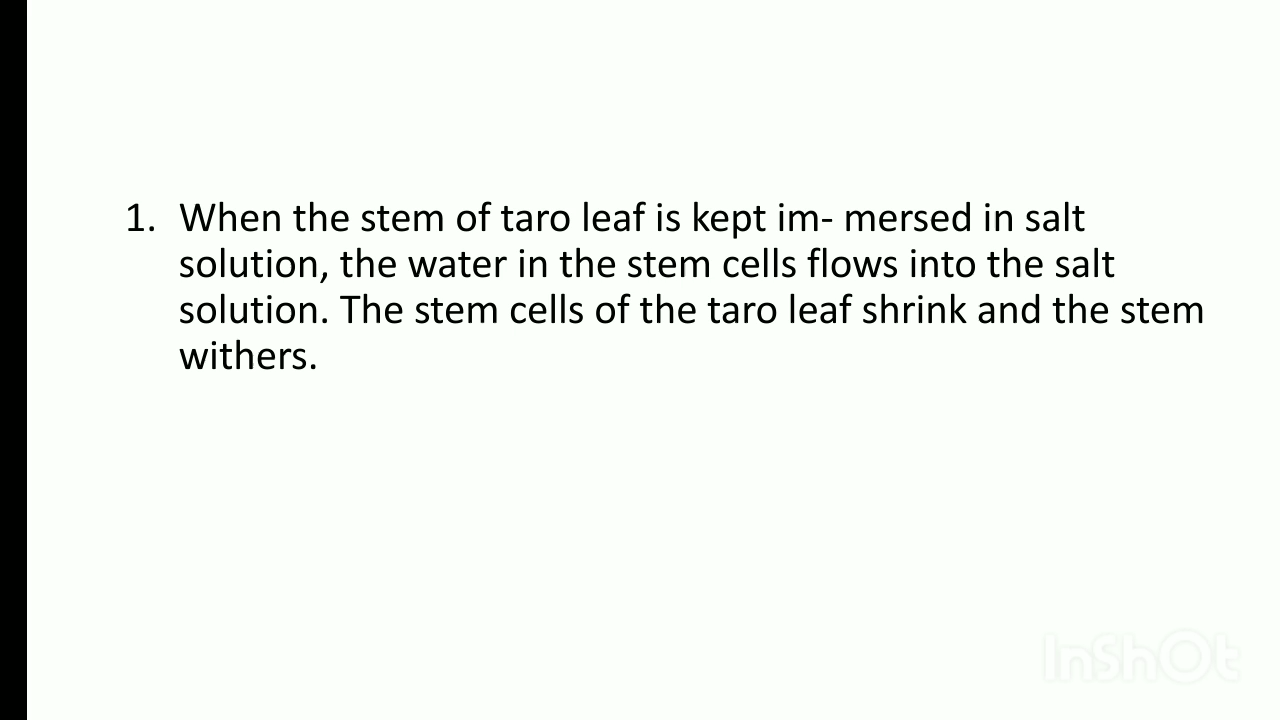 1. When the stem of taro leaf is kept im- mersed in salt
solution, the water in the stem cells flows into the salt
solution. The stem cells of the taro leaf shrink and the stem
withers.
InShOt